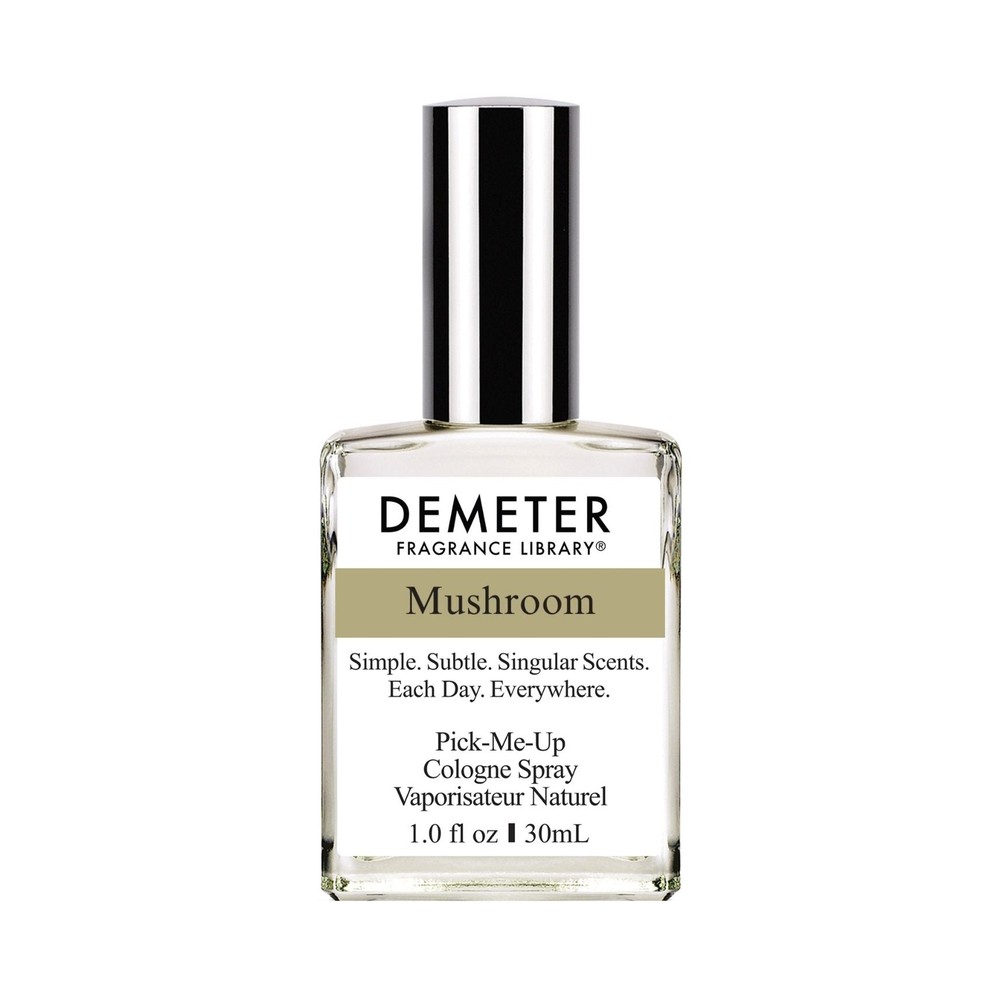 DEMETER
FRAGRANCE LIBRARY®
Mushroom
Simple. Subtle. Singular Scents.
Each Day. Everywhere.
Pick-Me-Up
Cologne Spray
Vaporisateur Naturel
1.0 fl oz ▌ 30mL